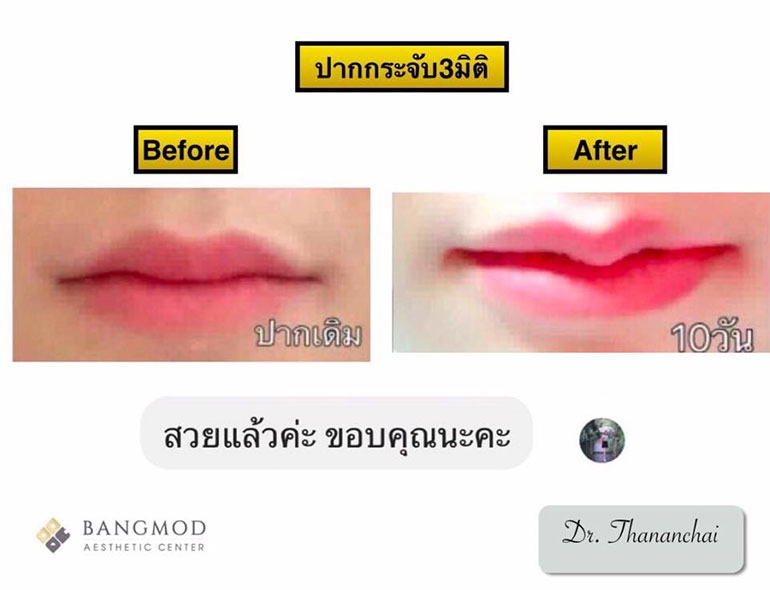 ปากกระจับ3มิติ
Before
After
ปากเดิม
10วัน
สวยแล้วค่ะ ขอบคุณนะคะ
BANGMOD
AESTHETIC CENTER
Dr. Thananchai